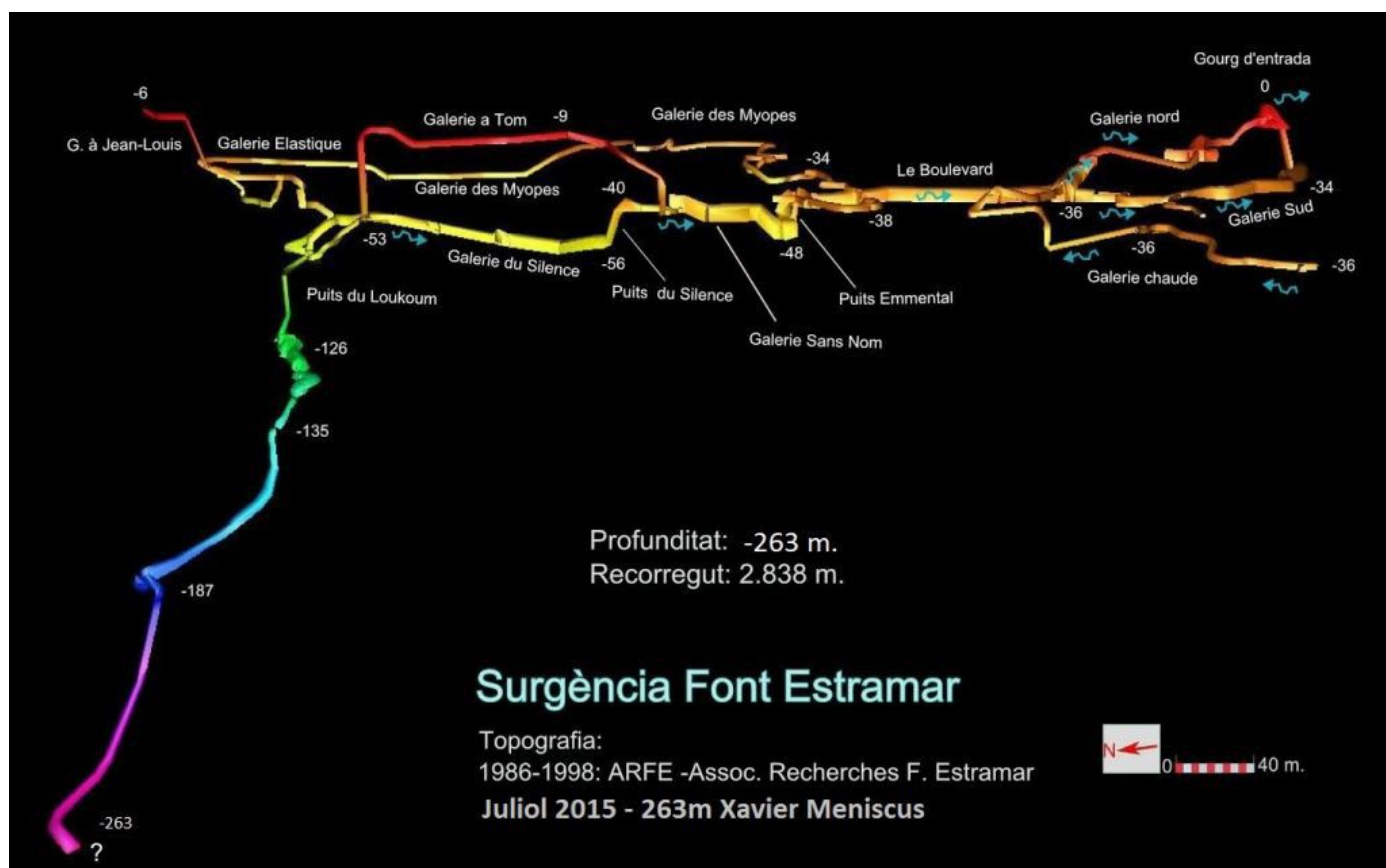 Gourg d'entrada
0
-6
Galerie a Tom
-9
Galerie des Myopes
Galerie nord
G. à Jean-Louis
Galerie Elastique
-34
Le Boulevard
Galerie des Myopes
-40
-34
-38
-36
Galerie Sud
-53
Galerie du Silence
-56
-48
-36
-36
Galerie chaude
Puits du Loukoum
Puits du Silence
Puits Emmental
Galerie Sans Nom
-126
-135
Profunditat: -263 m.
Recorregut: 2.838 m.
-187
Surgència Font Estramar
Topografia:
1986-1998: ARFE -Assoc. Recherches F. Estramar
Juliol 2015 - 263m Xavier Meniscus
N
0 40 m.
-263
?